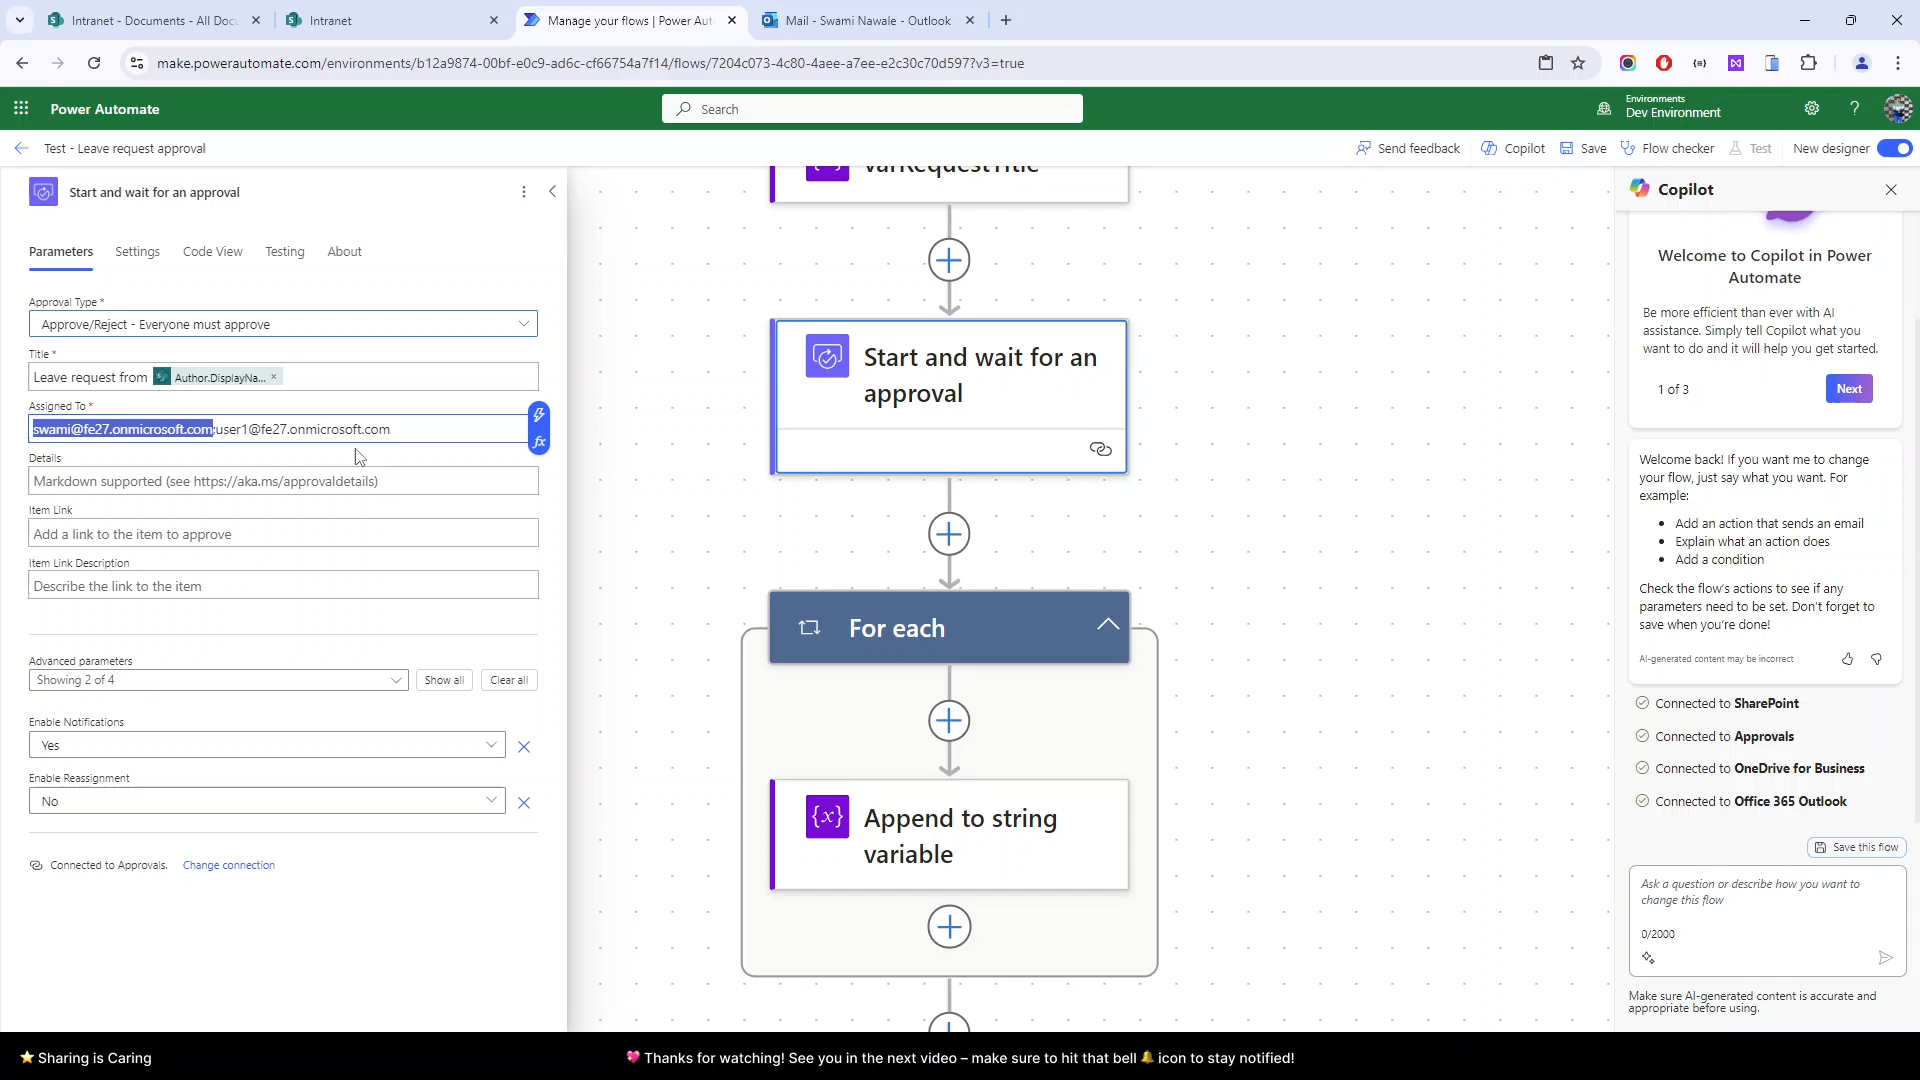 Intranet - Documents - All Docu
Intranet
Manage your flows | Power Aut
Mail - Swami Nawale - Outlook
make.powerautomate.com/environments/b12a9874-00bf-e0c9-ad6c-cf66754a7f14/flows/7204c073-4c80-4aee-a7ee-e2c30c70d597?v3=true
Power Automate
Search
Environments
Dev Environment
Test - Leave request approval
Send feedback
Copilot
Save
Flow checker
Test
New designer
Start and wait for an approval
Parameters
Settings
Code View
Testing
About
Approval Type *
Approve/Reject - Everyone must approve
Title *
Leave request from Author.DisplayNa... ×
Assigned To *
swami@fe27.onmicrosoft.com;user1@fe27.onmicrosoft.com
fx
Details
Markdown supported (see https://aka.ms/approvaldetails)
Item Link
Add a link to the item to approve
Item Link Description
Describe the link to the item
Advanced parameters
Showing 2 of 4
Show all
Clear all
Enable Notifications
Yes
Enable Reassignment
No
Connected to Approvals. Change connection
varRequestTitle
Start and wait for an
approval
For each
{x}
Append to string
variable
Copilot
Welcome to Copilot in Power
Automate
Be more efficient than ever with AI
assistance. Simply tell Copilot what you
want to do and it will help you get started.
1 of 3
Next
Welcome back! If you want me to change
your flow, just say what you want. For
example:
• Add an action that sends an email
• Explain what an action does
• Add a condition
Check the flow's actions to see if any
parameters need to be set. Don't forget to
save when you're done!
AI-generated content may be incorrect
Connected to SharePoint
Connected to Approvals
Connected to OneDrive for Business
Connected to Office 365 Outlook
Save this flow
Ask a question or describe how you want to
change this flow
0/2000
Make sure AI-generated content is accurate and
appropriate before using.
⭐ Sharing is Caring
💖 Thanks for watching! See you in the next video – make sure to hit that bell 🔔 icon to stay notified!